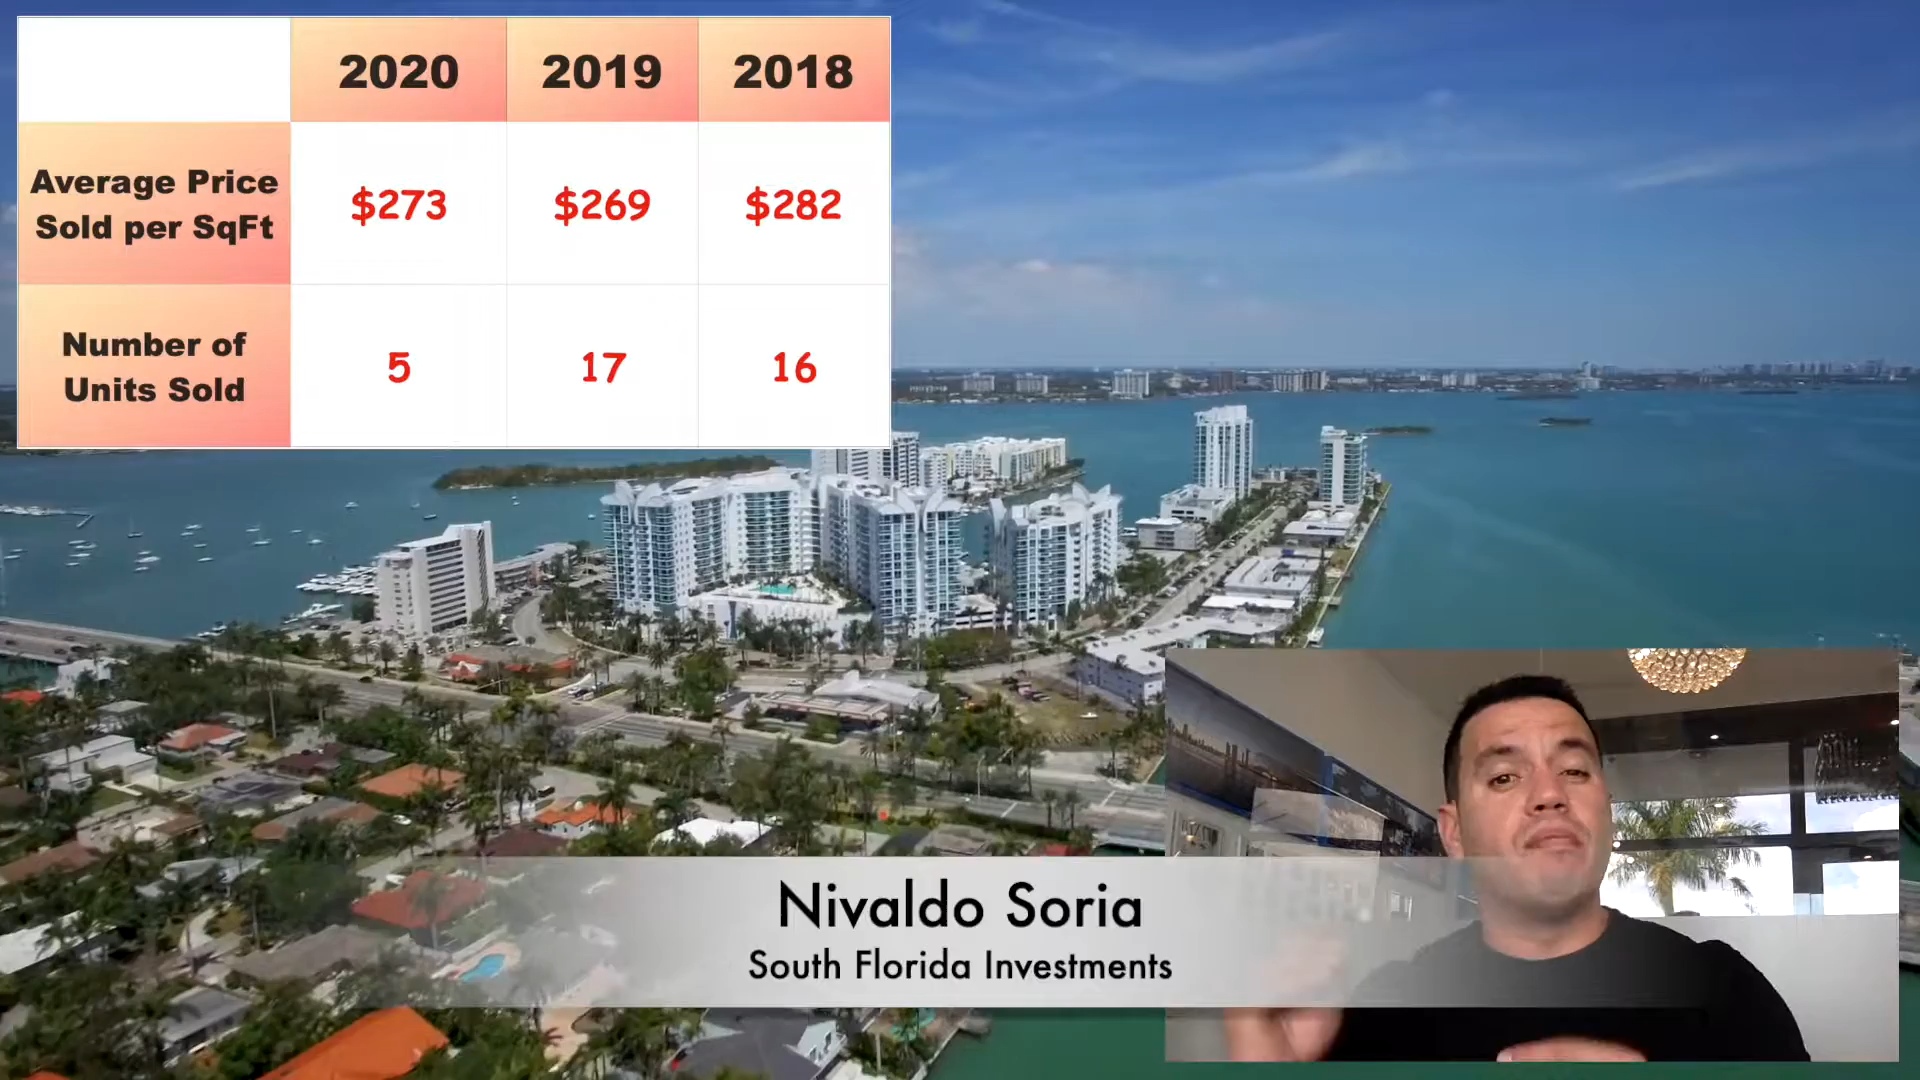 2020 2019 2018
Average Price
Sold per SqFt
$273 $269 $282
Number of
Units Sold
5 17 16
Nivaldo Soria
South Florida Investments